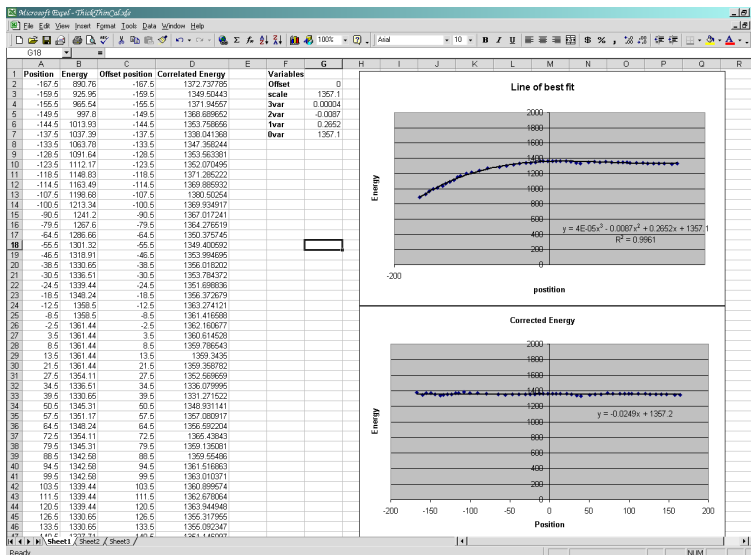 Microsoft Excel - ThickThinCal.xls
File Edit View Insert Format Tools Data Window Help
100% Arial 10 B I U $ % ,
G18 =
A B C D E F G H I J K L M N O P Q R
1 Position Energy Offset position Correlated Energy Variables
2 -167.5 890.76 -167.5 1372.737785 Offset 0
3 -159.5 925.95 -159.5 1349.50443 scale 1357.1
4 -155.5 965.54 -155.5 1371.94557 3var 0.00004
5 -149.5 997.8 -149.5 1368.689652 2var -0.0087
6 -144.5 1013.93 -144.5 1353.758656 1var 0.2652
7 -137.5 1037.39 -137.5 1338.041368 0var 1357.1
8 -133.5 1063.78 -133.5 1347.358244
9 -128.5 1091.64 -128.5 1353.563381
10 -123.5 1112.17 -123.5 1352.070495
11 -118.5 1148.83 -118.5 1371.285222
12 -114.5 1163.49 -114.5 1369.885932
13 -107.5 1198.68 -107.5 1380.50254
14 -100.5 1213.34 -100.5 1369.934917
15 -90.5 1241.2 -90.5 1367.017241
16 -79.5 1267.6 -79.5 1364.276519
17 -64.5 1286.66 -64.5 1350.375745
18 -55.5 1301.32 -55.5 1349.400592
19 -46.5 1318.91 -46.5 1353.994695
20 -38.5 1330.65 -38.5 1356.018202
21 -30.5 1336.51 -30.5 1353.784372
22 -24.5 1339.44 -24.5 1351.698836
23 -18.5 1348.24 -18.5 1356.372679
24 -12.5 1358.5 -12.5 1363.274121
25 -8.5 1358.5 -8.5 1361.416588
26 -2.5 1361.44 -2.5 1362.160677
27 3.5 1361.44 3.5 1360.614528
28 8.5 1361.44 8.5 1359.786543
29 13.5 1361.44 13.5 1359.3435
30 21.5 1361.44 21.5 1359.358782
31 27.5 1354.11 27.5 1352.569659
32 34.5 1336.51 34.5 1336.079995
33 39.5 1330.65 39.5 1331.271522
34 50.5 1345.31 50.5 1348.931141
35 57.5 1351.17 57.5 1357.080917
36 64.5 1348.24 64.5 1356.592204
37 72.5 1354.11 72.5 1365.43843
38 79.5 1345.31 79.5 1359.135081
39 88.5 1342.58 88.5 1359.55486
40 94.5 1342.58 94.5 1361.516863
41 99.5 1342.58 99.5 1363.010371
42 103.5 1339.44 103.5 1360.899574
43 111.5 1339.44 111.5 1362.678064
44 120.5 1339.44 120.5 1363.944948
45 126.5 1330.65 126.5 1355.317955
46 133.5 1330.65 133.5 1355.092347
Line of best fit
2000
1800
1600
1400
1200
1000
800
600
400
200
0
-200
Energy
y = 4E-05x³ - 0.0087x² + 0.2652x + 1357.1
R² = 0.9961
postition
Corrected Energy
2000
1800
1600
1400
1200
1000
800
600
400
200
0
Energy
y = -0.0249x + 1357.2
-200 -150 -100 -50 0 50 100 150 200
Position
Sheet1 Sheet2 Sheet3
Ready NUM